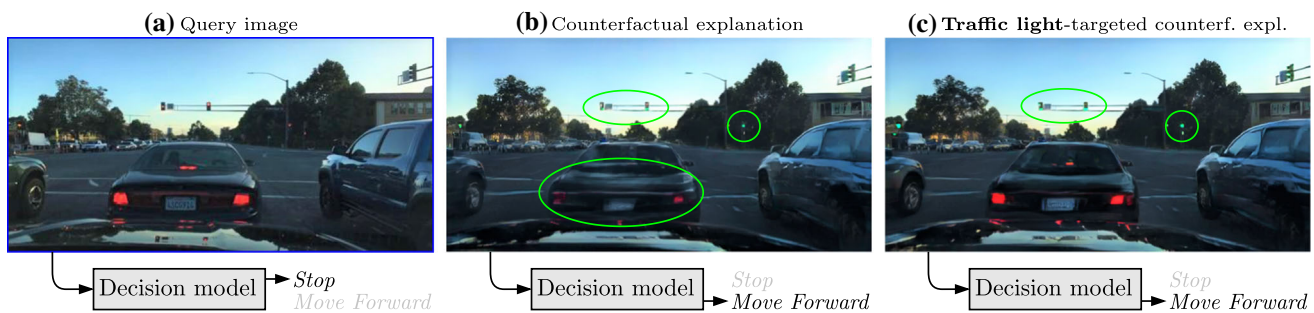 (a) Query image
(b) Counterfactual explanation
(c) Traffic light-targeted counterf. expl.
Decision model
Stop
Move Forward
Decision model
Stop
Move Forward
Decision model
Stop
Move Forward